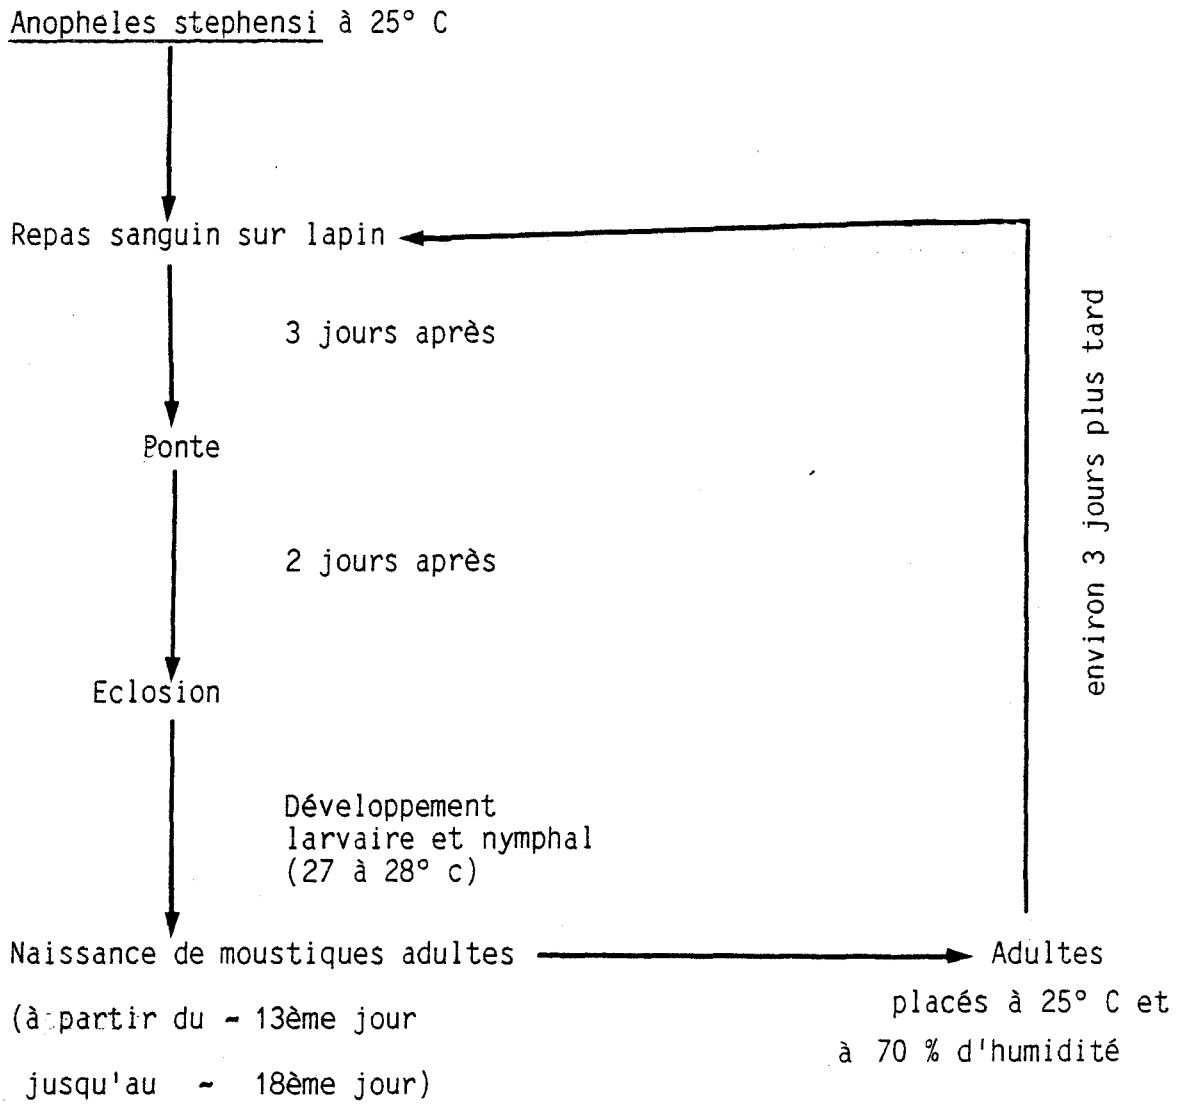 Anopheles stephensi à 25° C
Repas sanguin sur lapin
3 jours après
Ponte
2 jours après
Eclosion
Développement
larvaire et nymphal
(27 à 28° c)
Naissance de moustiques adultes
(à partir du ~ 13ème jour
jusqu'au ~ 18ème jour)
Adultes
placés à 25° C et
à 70 % d'humidité
environ 3 jours plus tard